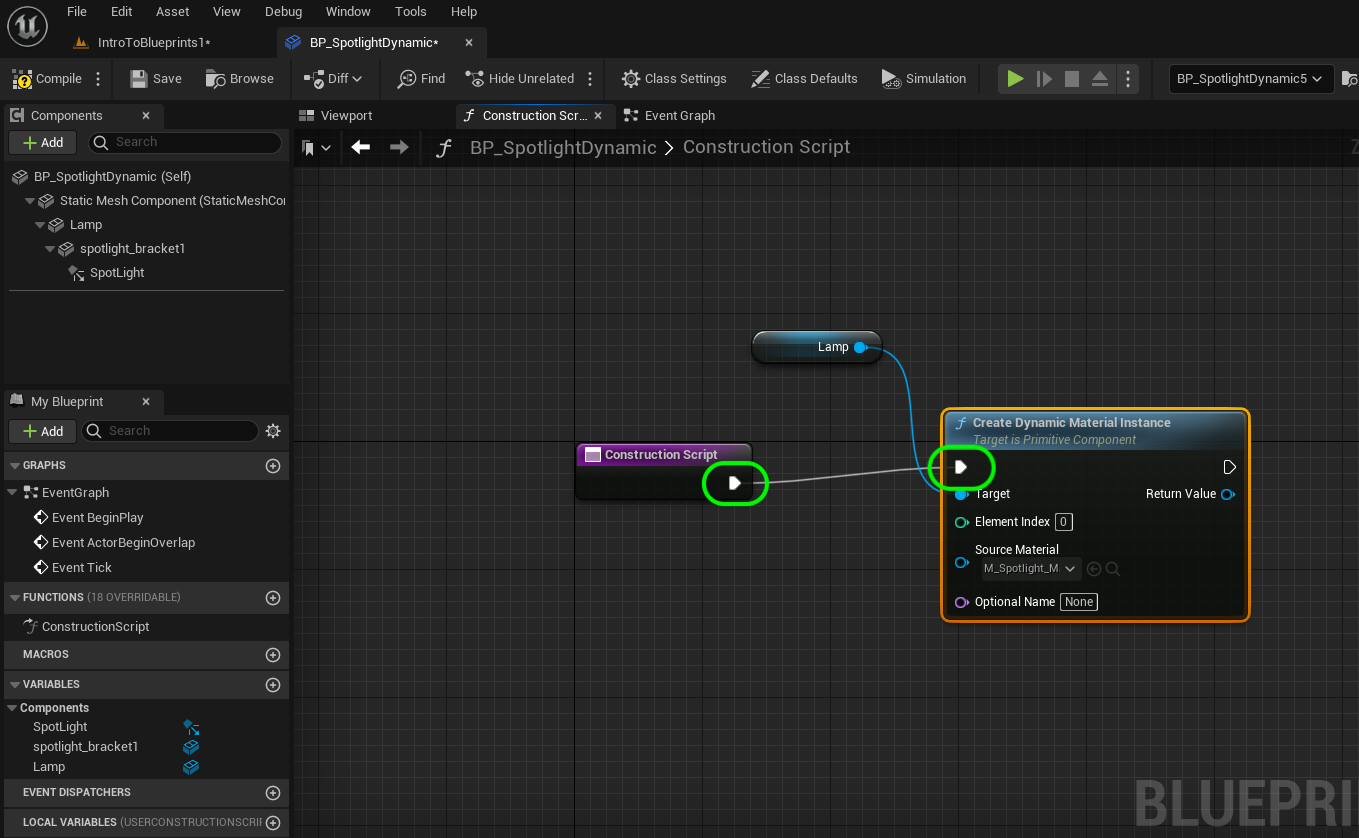 File Edit Asset View Debug Window Tools Help
IntroToBlueprints1*
BP_SpotlightDynamic*
Compile Save Browse Diff Find Hide Unrelated Class Settings Class Defaults Simulation BP_SpotlightDynamic5
Components
Viewport Construction Scr... Event Graph
Add Search
BP_SpotlightDynamic > Construction Script
BP_SpotlightDynamic (Self)
Static Mesh Component (StaticMeshCo
Lamp
spotlight_bracket1
SpotLight
Lamp
My Blueprint
Add Search
GRAPHS
EventGraph
Event BeginPlay
Event ActorBeginOverlap
Event Tick
FUNCTIONS (18 OVERRIDABLE)
ConstructionScript
MACROS
VARIABLES
Components
SpotLight
spotlight_bracket1
Lamp
EVENT DISPATCHERS
LOCAL VARIABLES (USERCONSTRUCTIONSCRI
Construction Script
Create Dynamic Material Instance
Target is Primitive Component
Target Return Value
Element Index 0
Source Material
M_Spotlight_M
Optional Name None
BLUEPRI